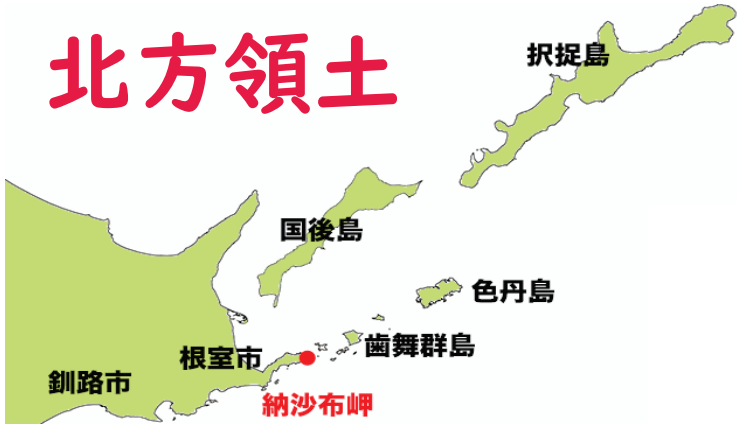 北方領土
択捉島
国後島
色丹島
歯舞群島
根室市
釧路市
納沙布岬